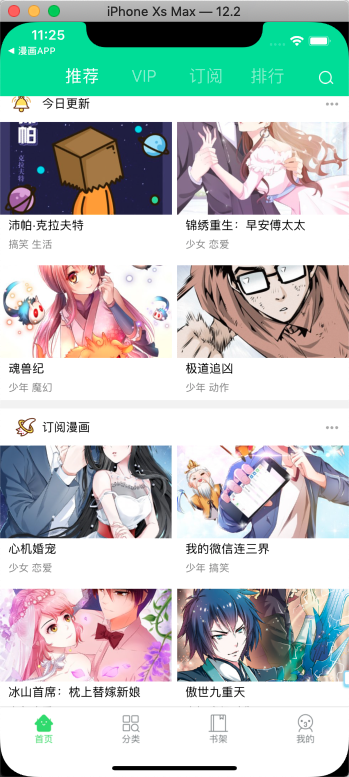 iPhone Xs Max — 12.2
11:25
◀ 漫画APP
推荐 VIP 订阅 排行
今日更新
帕
克拉夫特
沛帕·克拉夫特
搞笑 生活
锦绣重生：早安傅太太
少女 恋爱
魂兽纪
少年 魔幻
极道追凶
少年 动作
订阅漫画
心机婚宠
少女 恋爱
我的微信连三界
少年 搞笑
冰山首席：枕上替嫁新娘
傲世九重天
首页 分类 书架 我的